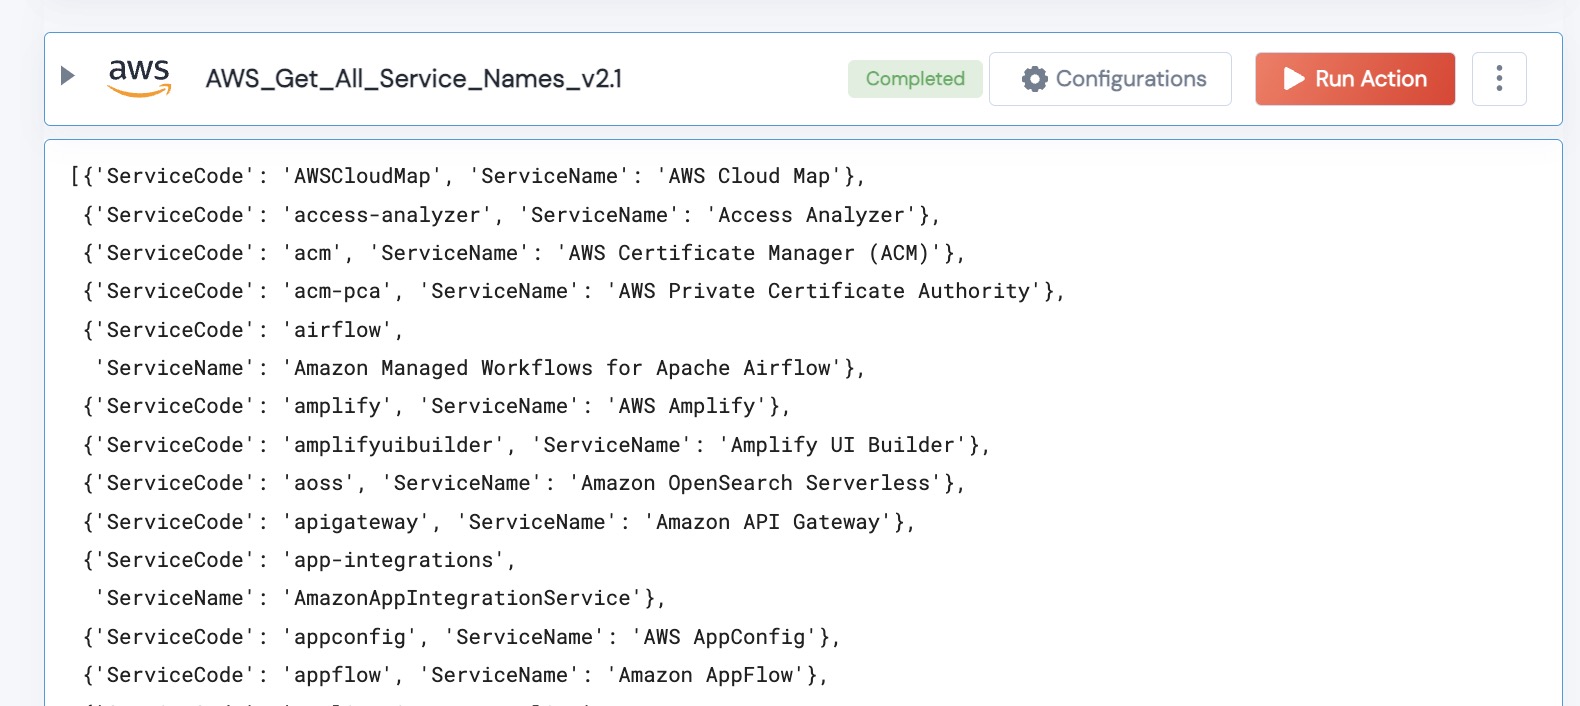 aws AWS_Get_All_Service_Names_v2.1 Completed Configurations Run Action
[{'ServiceCode': 'AWSCloudMap', 'ServiceName': 'AWS Cloud Map'},
{'ServiceCode': 'access-analyzer', 'ServiceName': 'Access Analyzer'},
{'ServiceCode': 'acm', 'ServiceName': 'AWS Certificate Manager (ACM)'},
{'ServiceCode': 'acm-pca', 'ServiceName': 'AWS Private Certificate Authority'},
{'ServiceCode': 'airflow',
'ServiceName': 'Amazon Managed Workflows for Apache Airflow'},
{'ServiceCode': 'amplify', 'ServiceName': 'AWS Amplify'},
{'ServiceCode': 'amplifyuibuilder', 'ServiceName': 'Amplify UI Builder'},
{'ServiceCode': 'aoss', 'ServiceName': 'Amazon OpenSearch Serverless'},
{'ServiceCode': 'apigateway', 'ServiceName': 'Amazon API Gateway'},
{'ServiceCode': 'app-integrations',
'ServiceName': 'AmazonAppIntegrationService'},
{'ServiceCode': 'appconfig', 'ServiceName': 'AWS AppConfig'},
{'ServiceCode': 'appflow', 'ServiceName': 'Amazon AppFlow'},